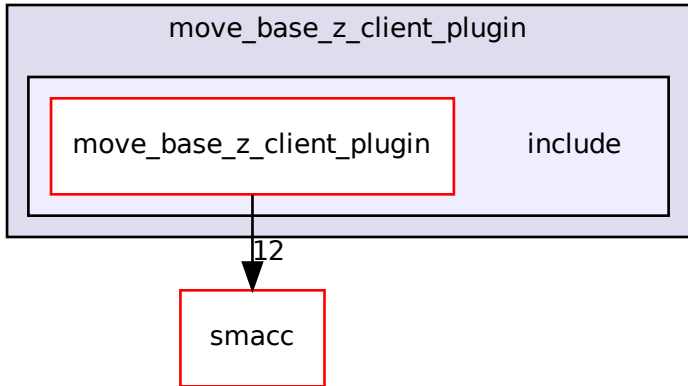 move_base_z_client_plugin
move_base_z_client_plugin
include
12
smacc